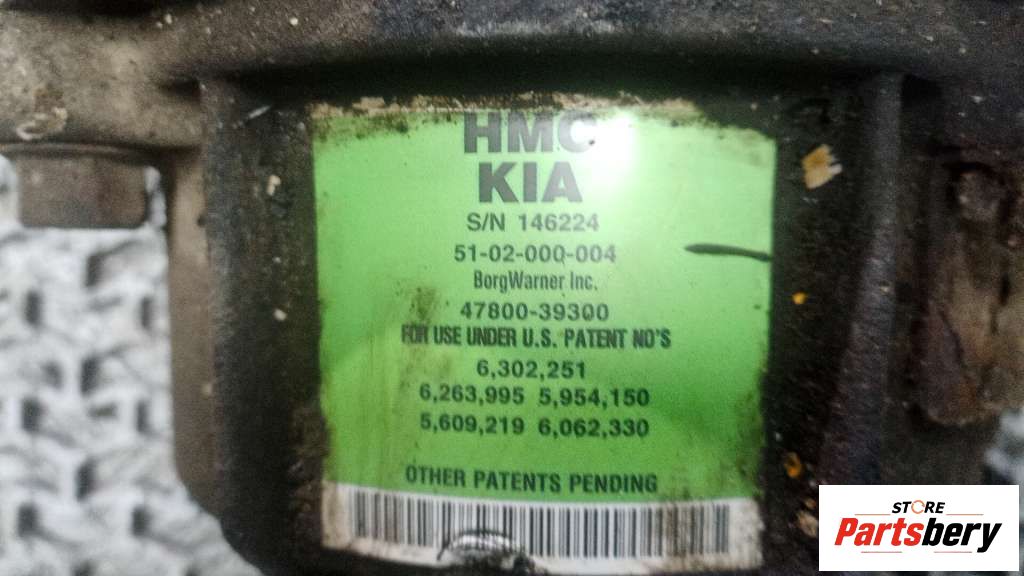 HMC
KIA
S/N 146224
51-02-000-004
BorgWarner Inc.
47800-39300
FOR USE UNDER U.S. PATENT NO'S
6,302,251
6,263,995 5,954,150
5,609,219 6,062,330
OTHER PATENTS PENDING
STORE
Partsbery